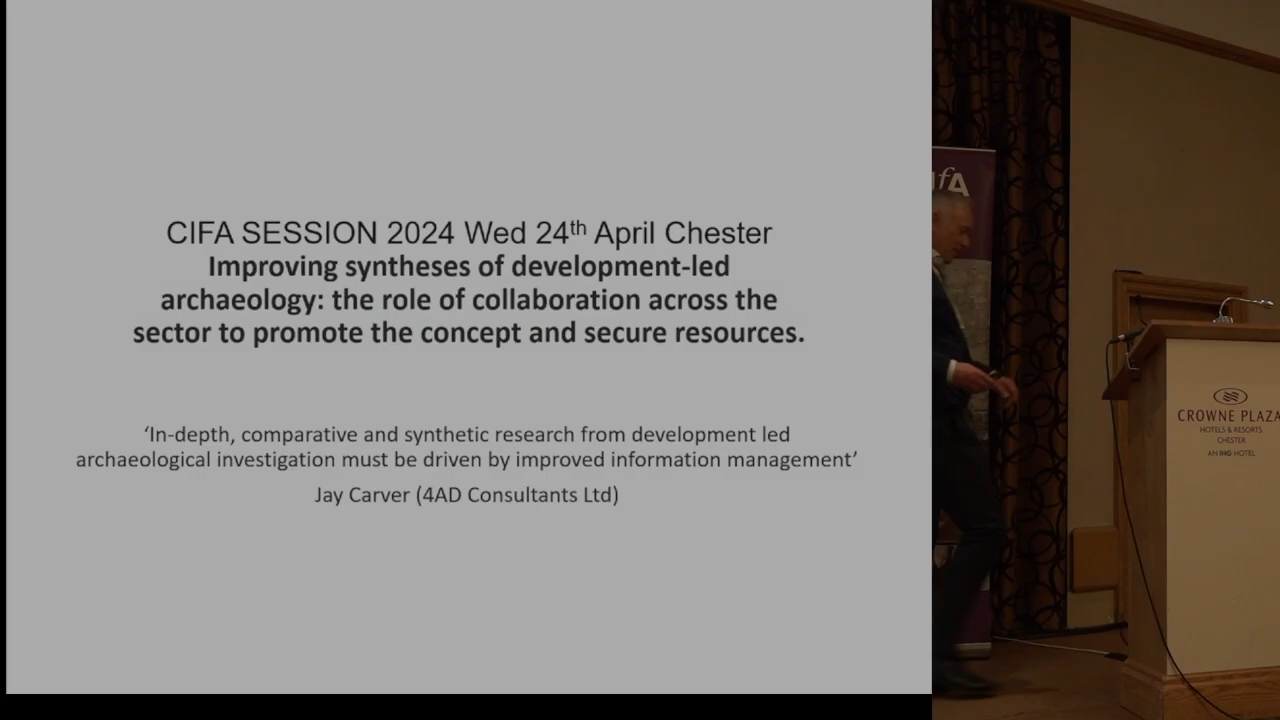 CIFA SESSION 2024 Wed 24th April Chester
Improving syntheses of development-led
archaeology: the role of collaboration across the
sector to promote the concept and secure resources.
‘In-depth, comparative and synthetic research from development led
archaeological investigation must be driven by improved information management’
Jay Carver (4AD Consultants Ltd)
fA
CROWNE PLAZA
HOTELS & RESORTS
CHESTER
AN IHG HOTEL